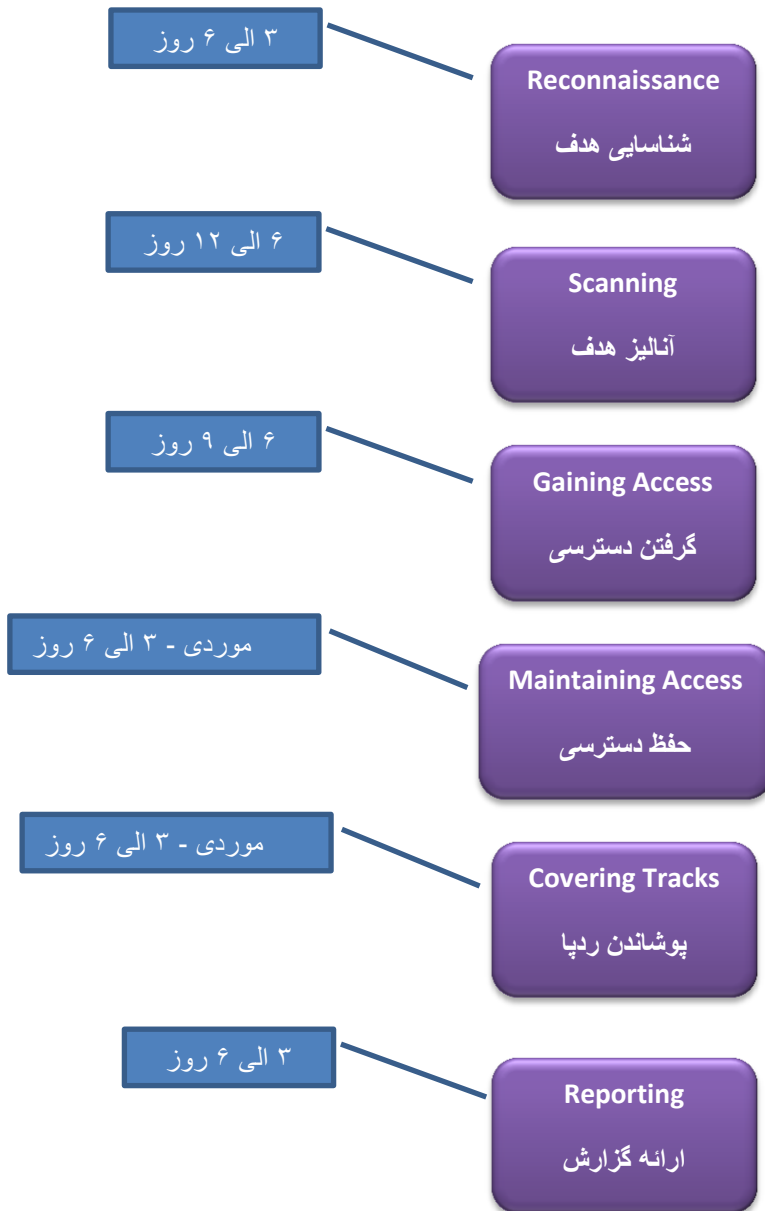 ۳ الی ۶ روز
Reconnaissance
شناسایی هدف
۶ الی ۱۲ روز
Scanning
آنالیز هدف
۶ الی ۹ روز
Gaining Access
گرفتن دسترسی
موردی - ۳ الی ۶ روز
Maintaining Access
حفظ دسترسی
موردی - ۳ الی ۶ روز
Covering Tracks
پوشاندن ردپا
۳ الی ۶ روز
Reporting
ارائه گزارش